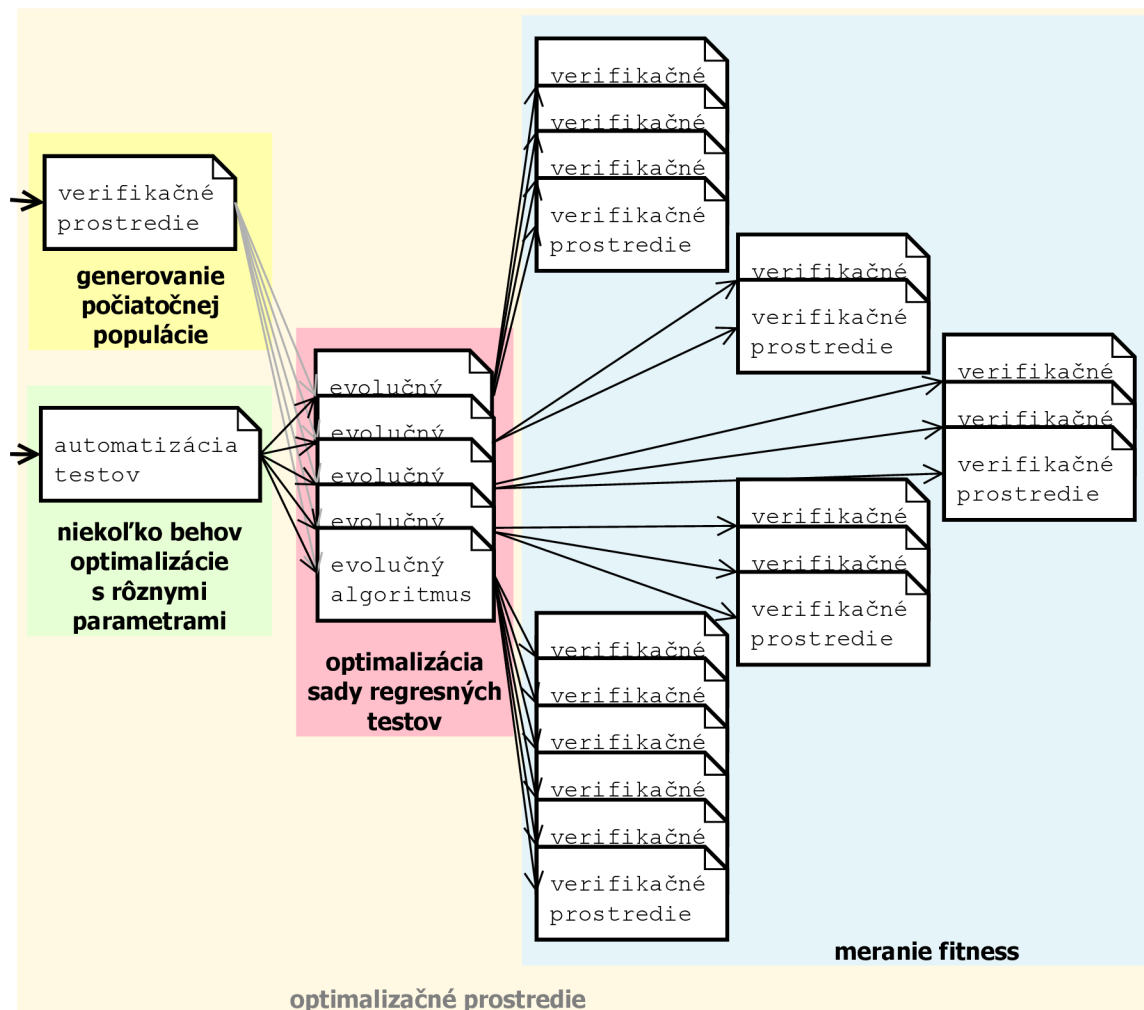 verifikačné
prostredie
generovanie
počiatočnej
populácie
automatizácia
testov
niekoľko behov
optimalizácie
s rôznymi
parametrami
evolučný
evolučný
evolučný
evolučný
evolučný
algoritmus
optimalizácia
sady regresných
testov
verifikačné
verifikačné
verifikačné
verifikačné
prostredie
verifikačné
verifikačné
prostredie
verifikačné
verifikačné
verifikačné
prostredie
verifikačné
verifikačné
verifikačné
prostredie
verifikačné
verifikačné
verifikačné
verifikačné
verifikačné
verifikačné
prostredie
meranie fitness
optimalizačné prostredie